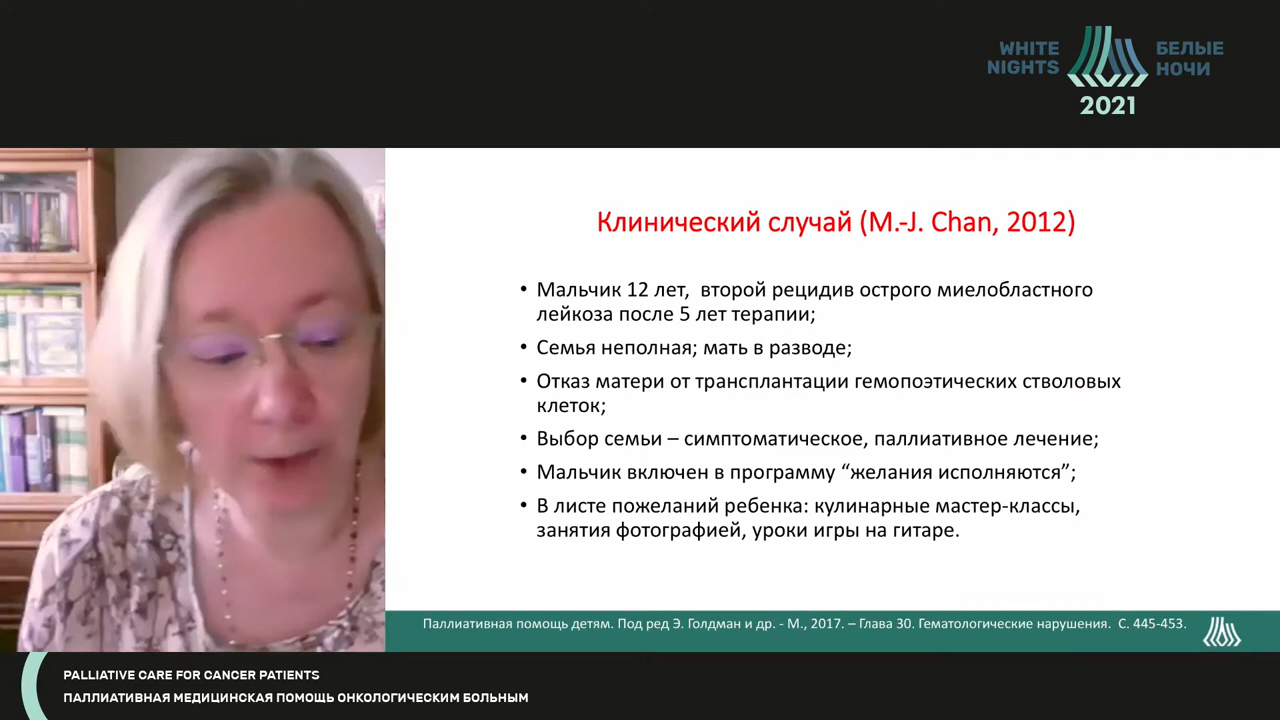 WHITE
NIGHTS
БЕЛЫЕ
НОЧИ
2021
Клинический случай (M.-J. Chan, 2012)
• Мальчик 12 лет,  второй рецидив острого миелобластного
лейкоза после 5 лет терапии;
• Семья неполная; мать в разводе;
• Отказ матери от трансплантации гемопоэтических стволовых
клеток;
• Выбор семьи – симптоматическое, паллиативное лечение;
• Мальчик включен в программу “желания исполняются”;
• В листе пожеланий ребенка: кулинарные мастер-классы,
занятия фотографией, уроки игры на гитаре.
Паллиативная помощь детям. Под ред Э. Голдман и др. - М., 2017. – Глава 30. Гематологические нарушения.  С. 445-453.
PALLIATIVE CARE FOR CANCER PATIENTS
ПАЛЛИАТИВНАЯ МЕДИЦИНСКАЯ ПОМОЩЬ ОНКОЛОГИЧЕСКИМ БОЛЬНЫМ